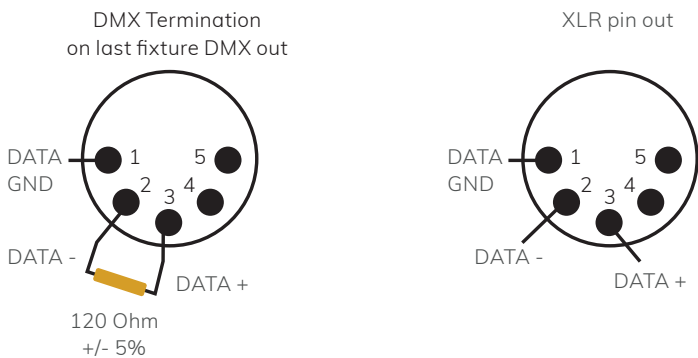 DMX Termination
on last fixture DMX out
DATA
GND
1
2
3
4
5
DATA -
DATA +
120 Ohm
+/- 5%
XLR pin out
DATA
GND
1
2
3
4
5
DATA -
DATA +